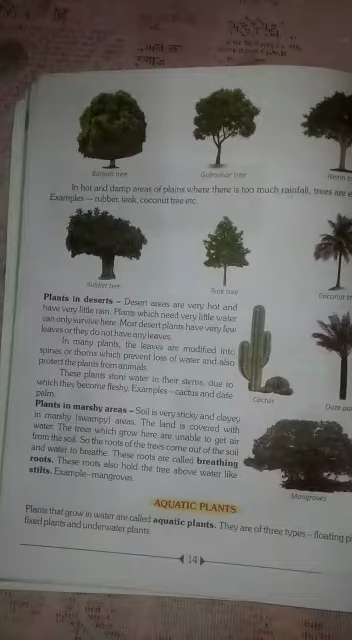 Banyan tree
Gulmohar tree
Neem
In hot and damp areas of plains where there is too much rainfall, trees are
Examples — rubber, teak, coconut tree etc.
Rubber tree
Teak tree
Coconut
Plants in deserts – Desert areas are very hot and
have very little rain. Plants which need very little water
can only survive here. Most desert plants have very few
leaves or they do not have any leaves.
In many plants, the leaves are modified into
spines or thorns which prevent loss of water and also
protect the plants from animals.
These plants store water in their stems, due to
which they become fleshy. Examples – cactus and date
palm.
Cactus
Date
Plants in marshy areas – Soil is very sticky and clayey
in marshy (swampy) areas. The land is covered with
water. The trees which grow here are unable to get air
from the soil. So the roots of the trees come out of the soil
and water to breathe. These roots are called breathing
roots. These roots also hold the tree above water like
stilts. Example–mangroves.
Mangroves
AQUATIC PLANTS
Plants that grow in water are called aquatic plants. They are of three types – floating
fixed plants and underwater plants.
14